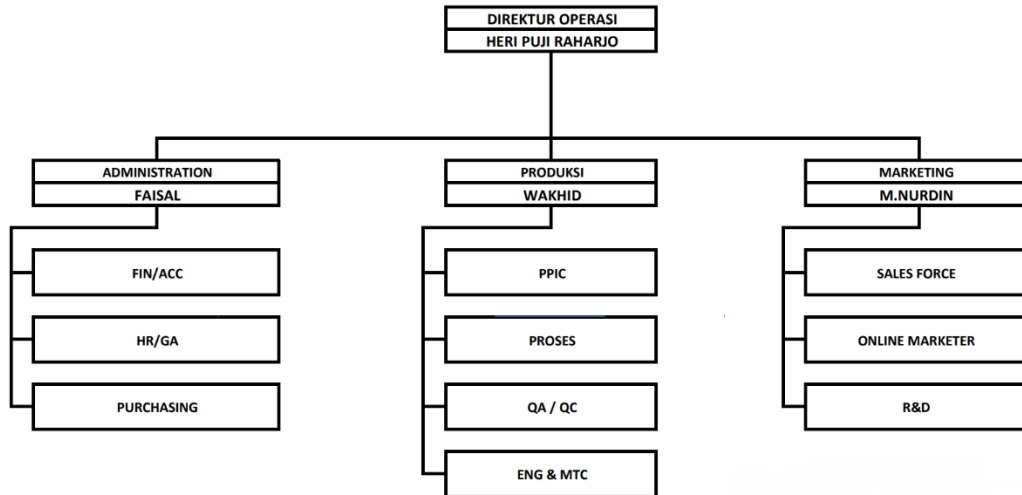 DIREKTUR OPERASI
HERI PUJI RAHARJO
ADMINISTRATION
FAISAL
FIN/ACC
HR/GA
PURCHASING
PRODUKSI
WAKHID
PPIC
PROSES
QA / QC
ENG & MTC
MARKETING
M.NURDIN
SALES FORCE
ONLINE MARKETER
R&D